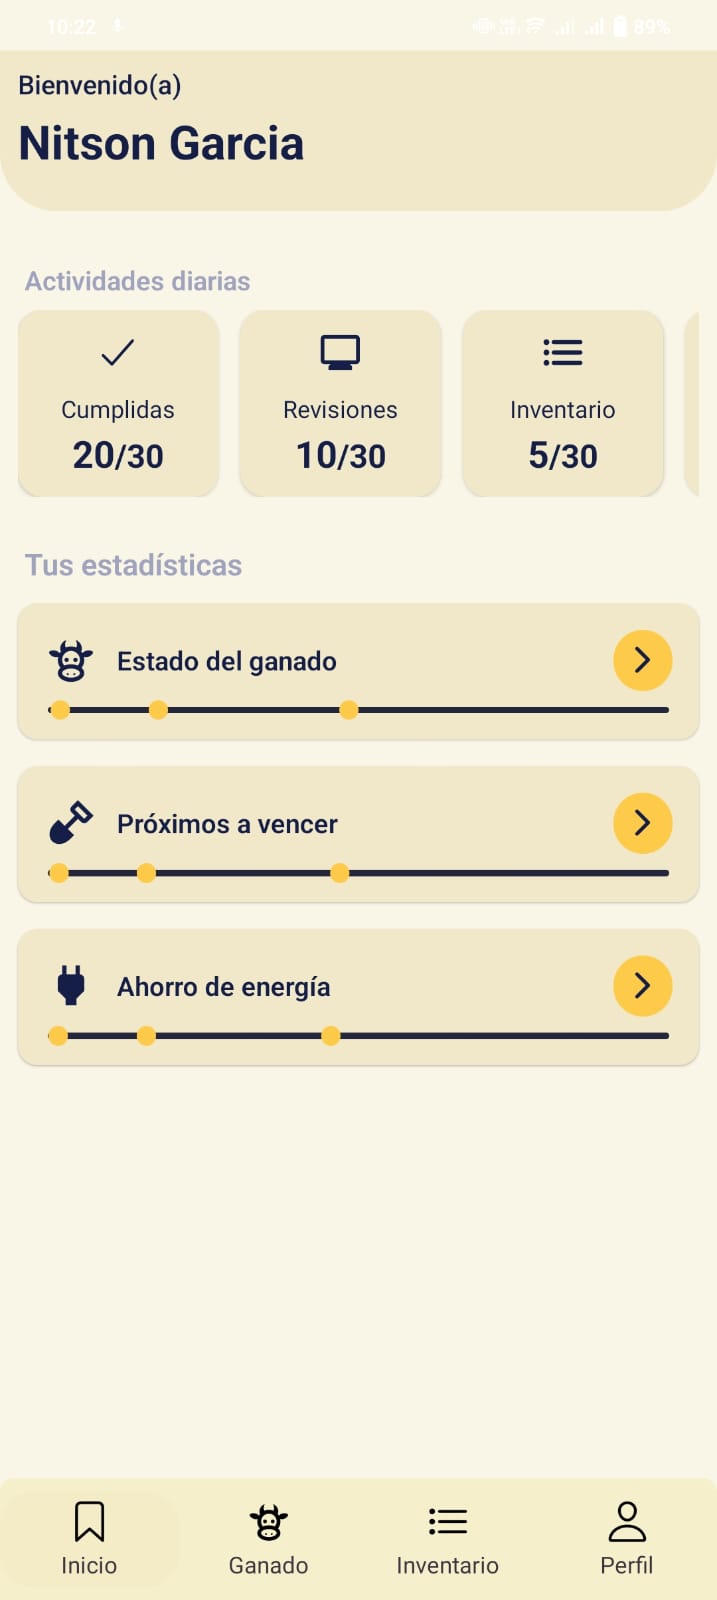 10:22
89%
Bienvenido(a)
Nitson Garcia
Actividades diarias
Cumplidas
20/30
Revisiones
10/30
Inventario
5/30
Tus estadísticas
Estado del ganado
Próximos a vencer
Ahorro de energía
Inicio
Ganado
Inventario
Perfil